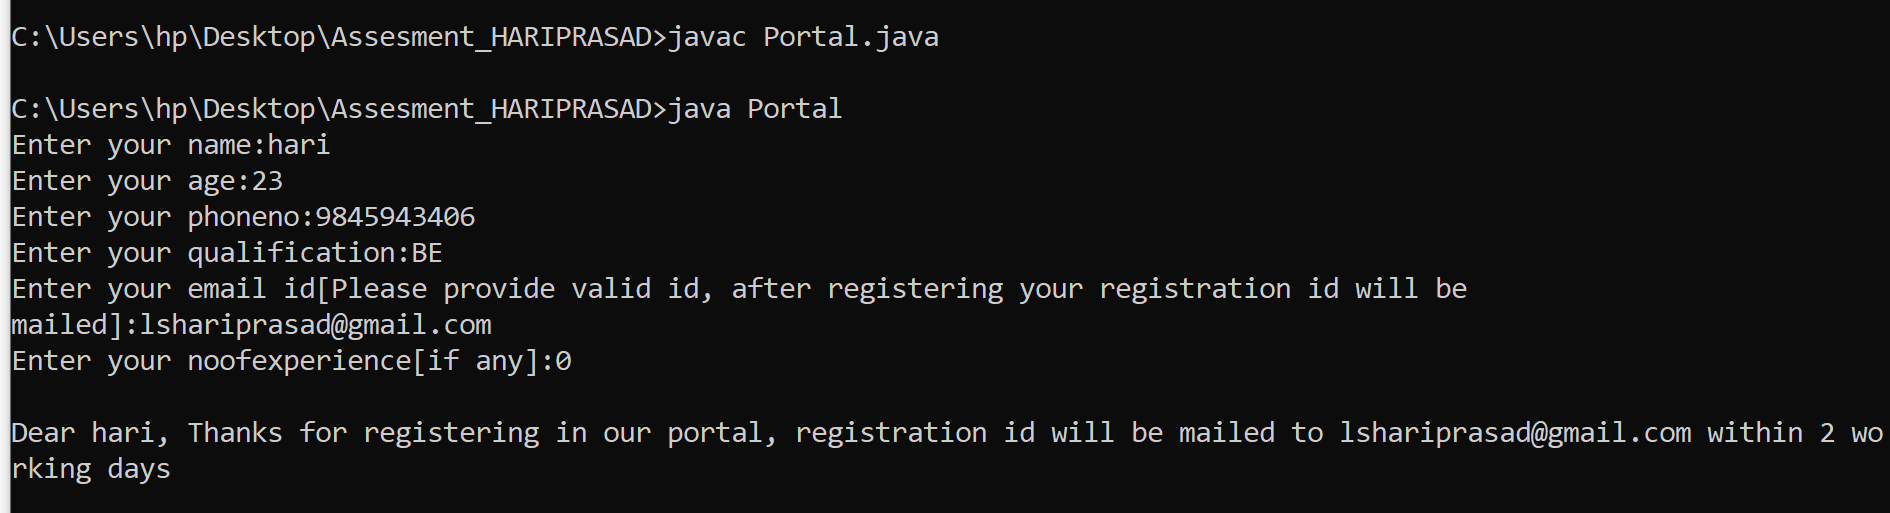 C:\Users\hp\Desktop\Assesment_HARIPRASAD>javac Portal.java
C:\Users\hp\Desktop\Assesment_HARIPRASAD>java Portal
Enter your name:hari
Enter your age:23
Enter your phoneno:9845943406
Enter your qualification:BE
Enter your email id[Please provide valid id, after registering your registration id will be
mailed]:lshariprasad@gmail.com
Enter your noofexperience[if any]:0
Dear hari, Thanks for registering in our portal, registration id will be mailed to lshariprasad@gmail.com within 2 wo
rking days